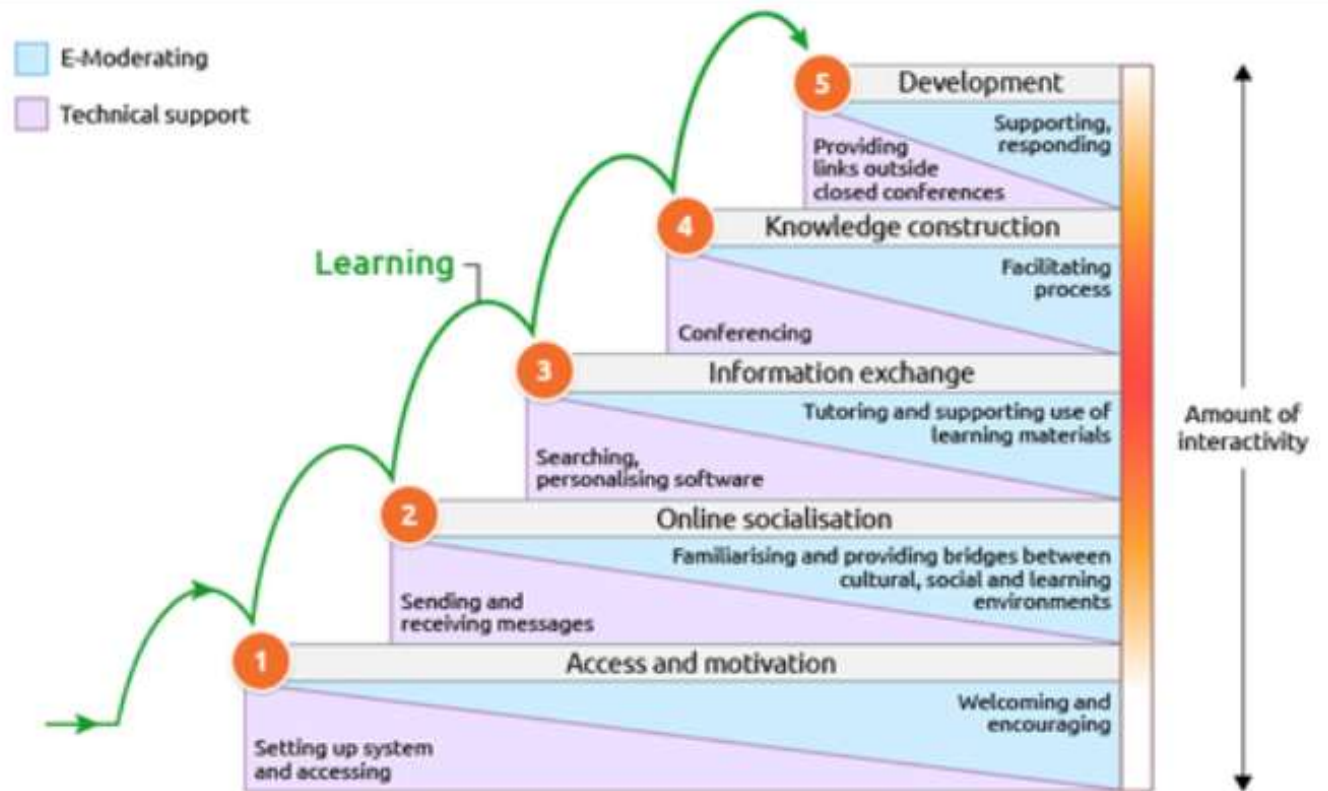 E-Moderating
Technical support
Learning
5
Development
Supporting,
responding
Providing
links outside
closed conferences
4
Knowledge construction
Facilitating
process
Conferencing
3
Information exchange
Tutoring and supporting use of
learning materials
Searching,
personalising software
2
Online socialisation
Familiarising and providing bridges between
cultural, social and learning
environments
Sending and
receiving messages
1
Access and motivation
Welcoming and
encouraging
Setting up system
and accessing
Amount of
interactivity